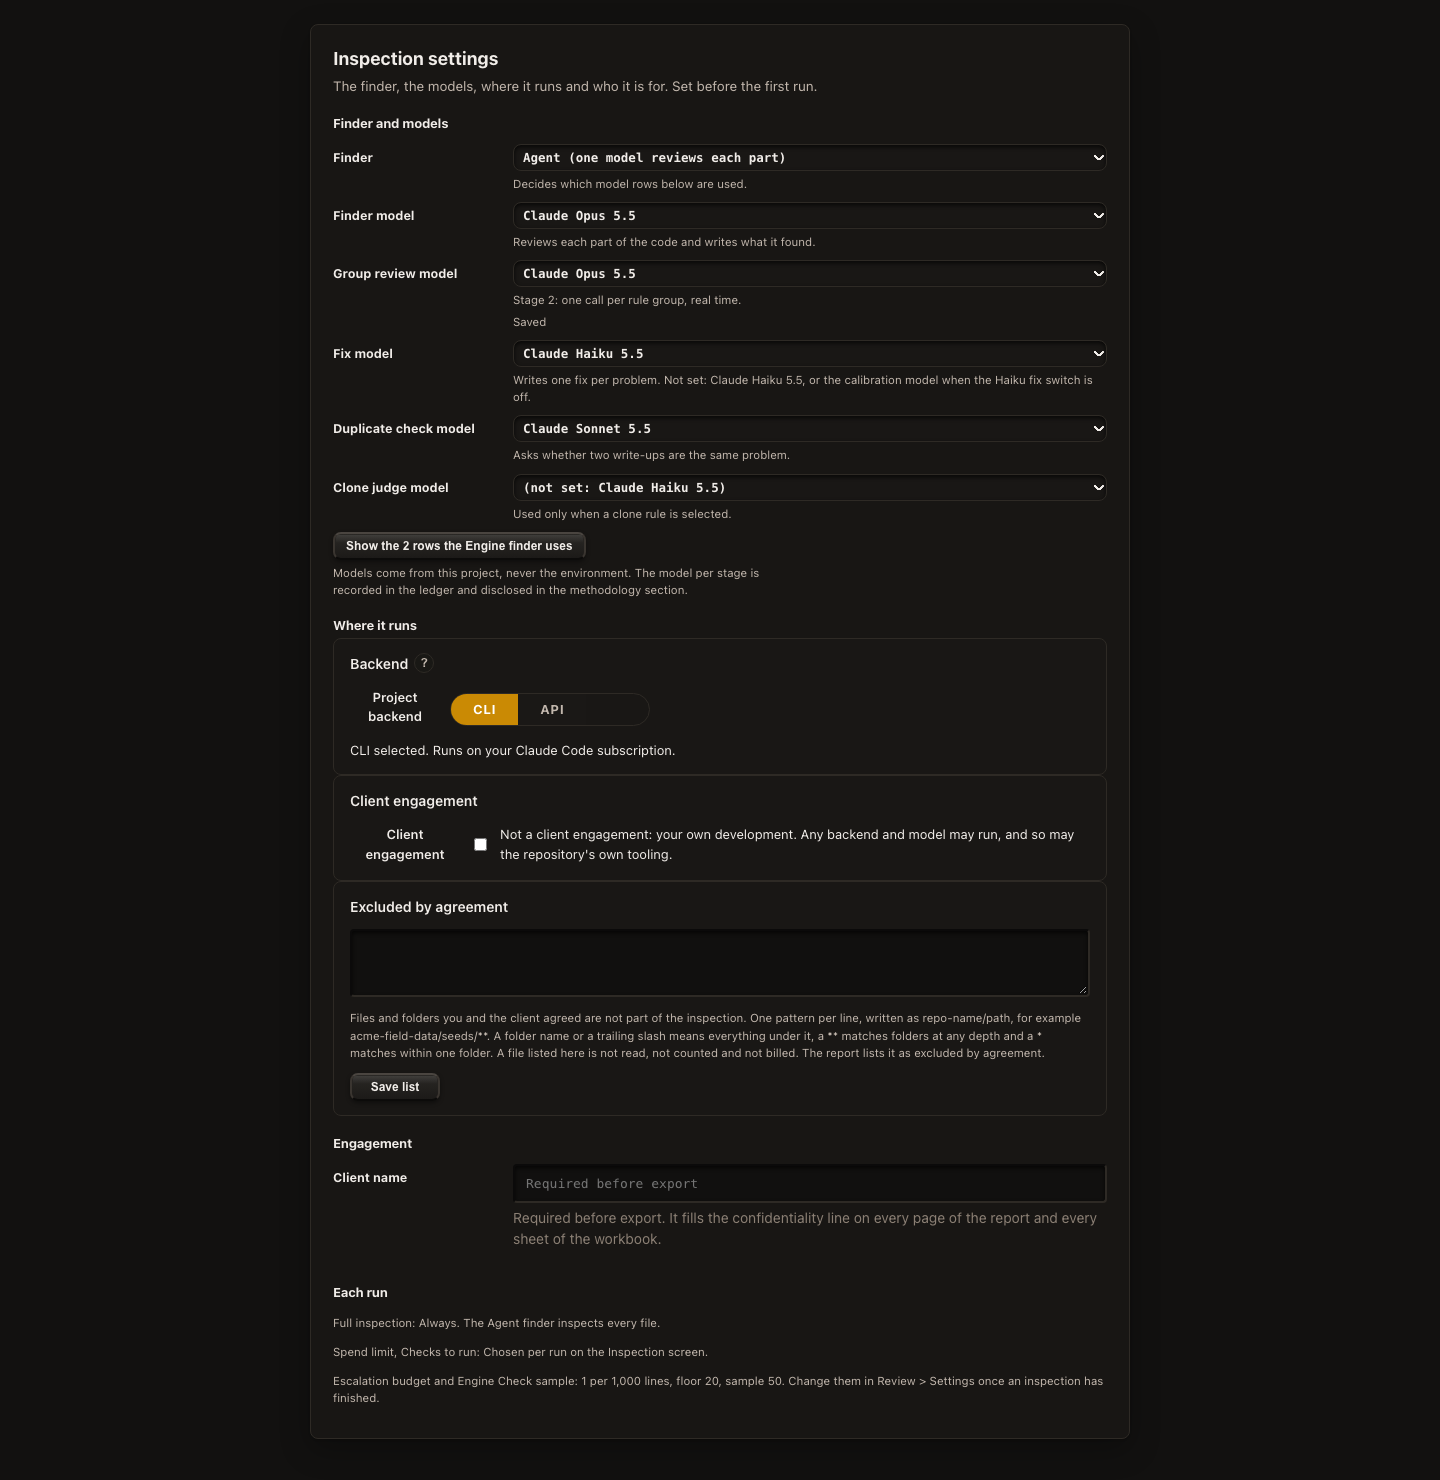 Inspection settings
The finder, the models, where it runs and who it is for. Set before the first run.
Finder and models
Finder
Agent (one model reviews each part)
Decides which model rows below are used.
Finder model
Claude Opus 5.5
Reviews each part of the code and writes what it found.
Group review model
Claude Opus 5.5
Stage 2: one call per rule group, real time.
Saved
Fix model
Claude Haiku 5.5
Writes one fix per problem. Not set: Claude Haiku 5.5, or the calibration model when the Haiku fix switch is
off.
Duplicate check model
Claude Sonnet 5.5
Asks whether two write-ups are the same problem.
Clone judge model
(not set: Claude Haiku 5.5)
Used only when a clone rule is selected.
Show the 2 rows the Engine finder uses
Models come from this project, never the environment. The model per stage is
recorded in the ledger and disclosed in the methodology section.
Where it runs
Backend ?
Project
backend
CLI API
CLI selected. Runs on your Claude Code subscription.
Client engagement
Client
engagement
Not a client engagement: your own development. Any backend and model may run, and so may
the repository's own tooling.
Excluded by agreement
Files and folders you and the client agreed are not part of the inspection. One pattern per line, written as repo-name/path, for example
acme-field-data/seeds/**. A folder name or a trailing slash means everything under it, a ** matches folders at any depth and a *
matches within one folder. A file listed here is not read, not counted and not billed. The report lists it as excluded by agreement.
Save list
Engagement
Client name
Required before export
Required before export. It fills the confidentiality line on every page of the report and every
sheet of the workbook.
Each run
Full inspection: Always. The Agent finder inspects every file.
Spend limit, Checks to run: Chosen per run on the Inspection screen.
Escalation budget and Engine Check sample: 1 per 1,000 lines, floor 20, sample 50. Change them in Review > Settings once an inspection has
finished.